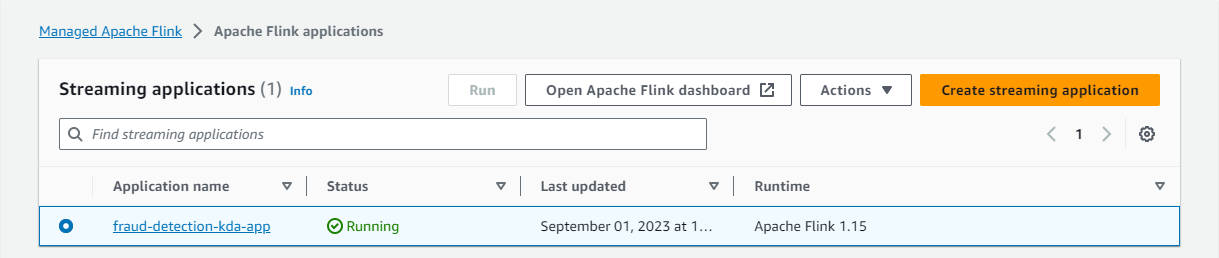 Managed Apache Flink > Apache Flink applications
Streaming applications (1) Info Run Open Apache Flink dashboard Actions Create streaming application
Find streaming applications 1
Application name Status Last updated Runtime
fraud-detection-kda-app Running September 01, 2023 at 1... Apache Flink 1.15